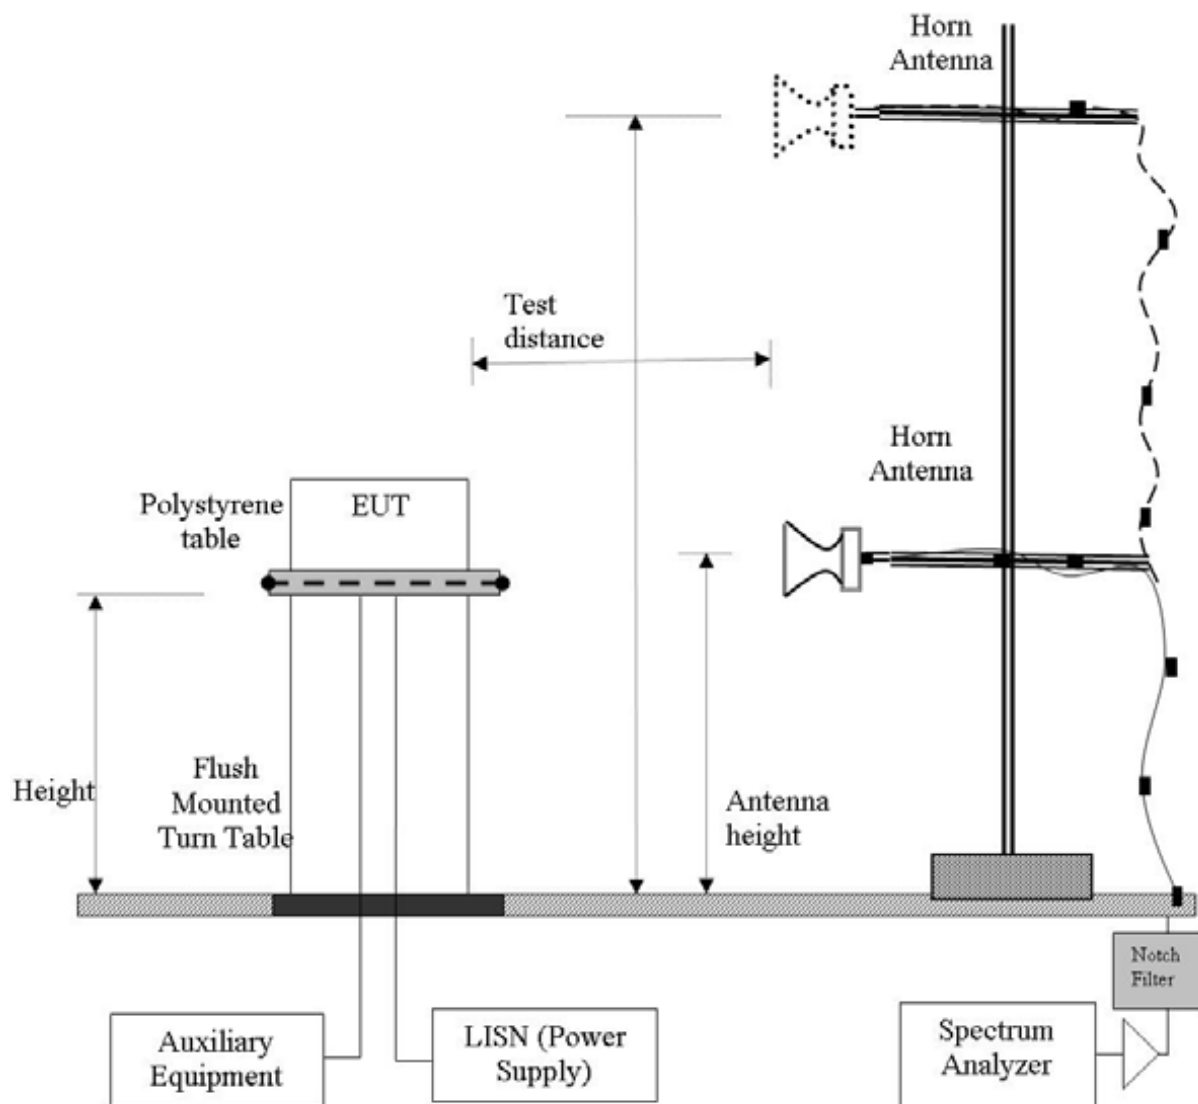 Horn
Antenna
Test
distance
Horn
Antenna
Polystyrene
table
EUT
Height
Flush
Mounted
Turn Table
Antenna
height
Notch
Filter
Auxiliary
Equipment
LISN (Power
Supply)
Spectrum
Analyzer